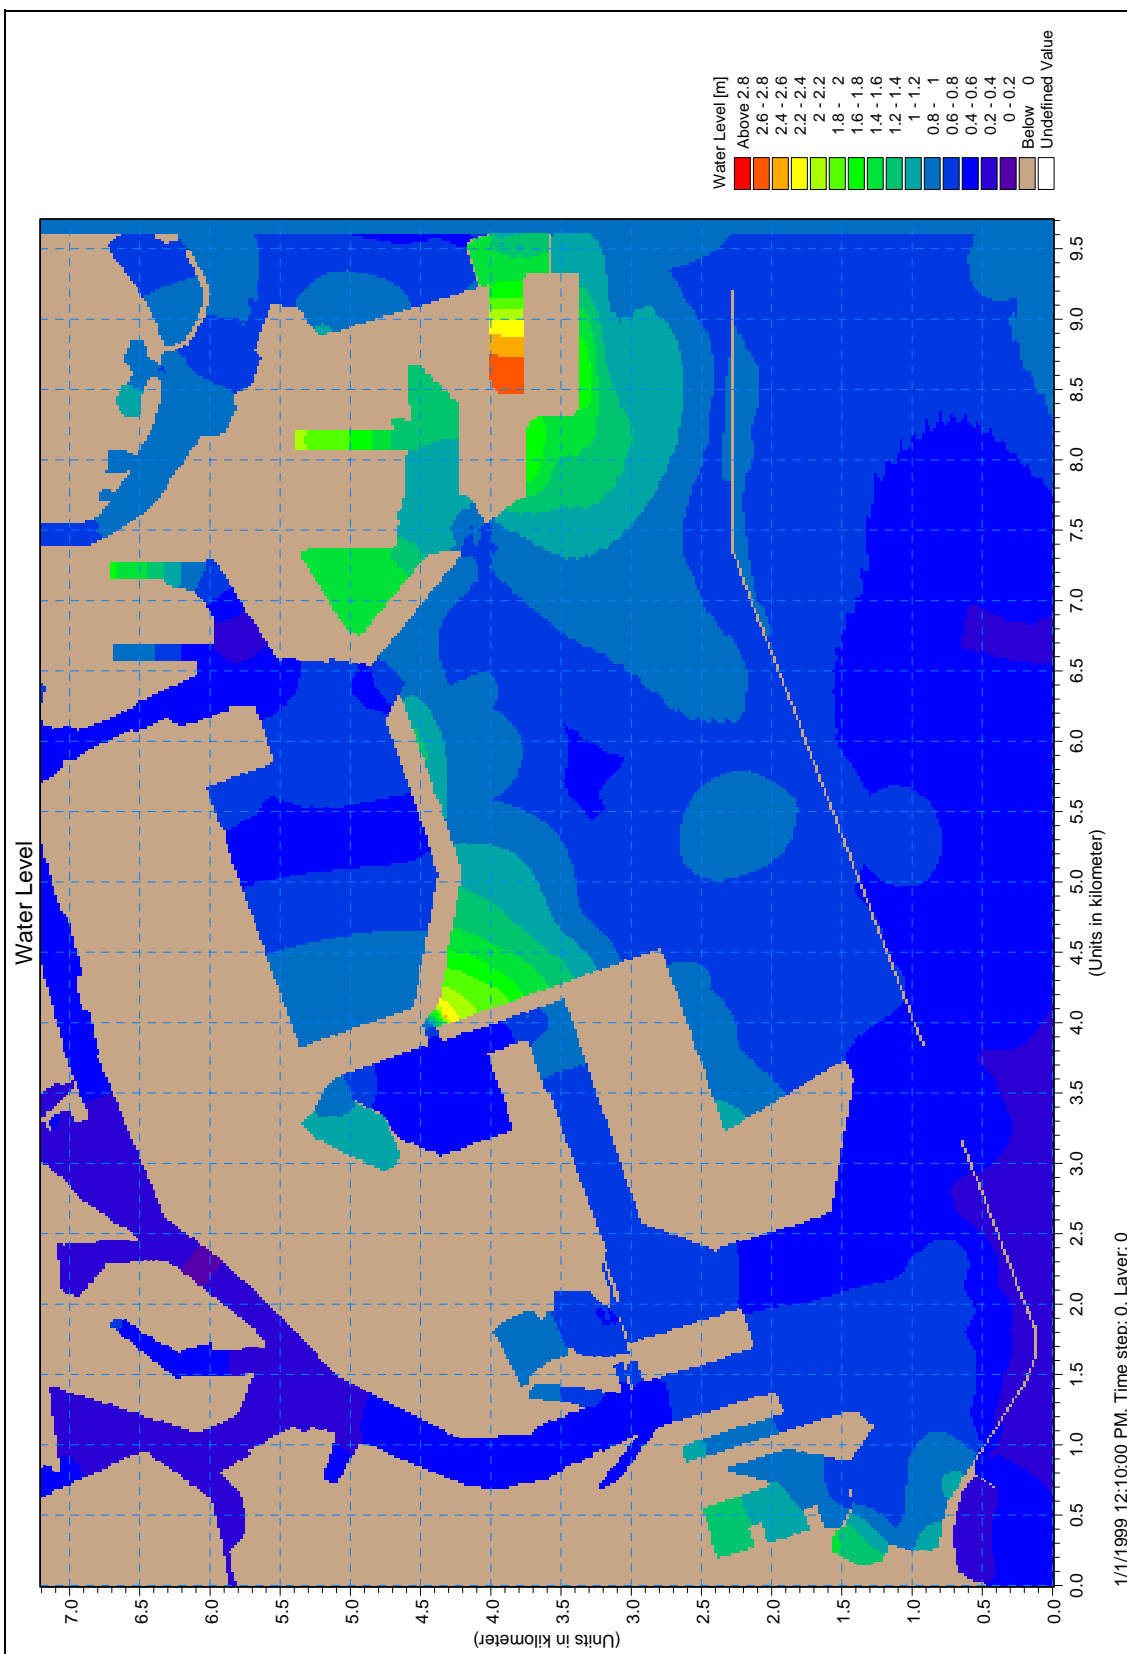 Water Level
7.0
6.5
6.0
5.5
5.0
4.5
4.0
3.5
3.0
2.5
2.0
1.5
1.0
0.5
0.0
(Units in kilometer)
0.0 0.5 1.0 1.5 2.0 2.5 3.0 3.5 4.0 4.5 5.0 5.5 6.0 6.5 7.0 7.5 8.0 8.5 9.0 9.5
(Units in kilometer)
Water Level [m]
Above 2.8
2.6 - 2.8
2.4 - 2.6
2.2 - 2.4
2 - 2.2
1.8 - 2
1.6 - 1.8
1.4 - 1.6
1.2 - 1.4
1 - 1.2
0.8 - 1
0.6 - 0.8
0.4 - 0.6
0.2 - 0.4
0 - 0.2
Below 0
Undefined Value
1/1/1999 12:10:00 PM, Time step: 0, Layer: 0